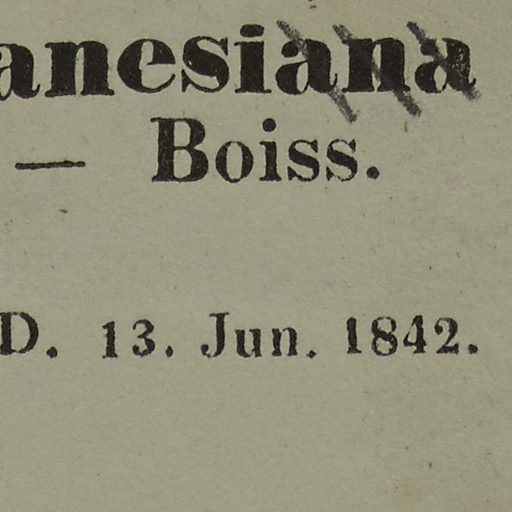 anesiana
— Boiss.
D. 13. Jun. 1842.